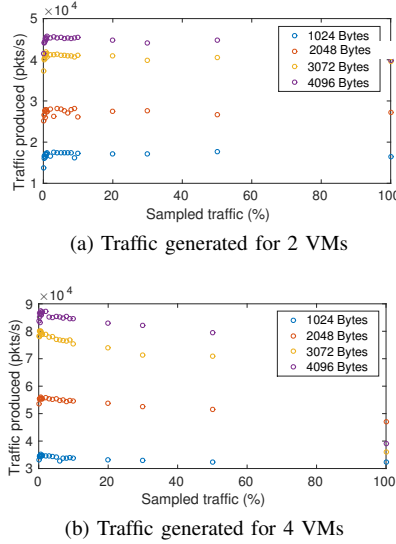 ×10^4
5
4
3
2
1
Traffic produced (pkts/s)
1024 Bytes
2048 Bytes
3072 Bytes
4096 Bytes
0 20 40 60 80 100
Sampled traffic (%)
(a) Traffic generated for 2 VMs
×10^4
9
8
7
6
5
4
3
Traffic produced (pkts/s)
1024 Bytes
2048 Bytes
3072 Bytes
4096 Bytes
0 20 40 60 80 100
Sampled traffic (%)
(b) Traffic generated for 4 VMs